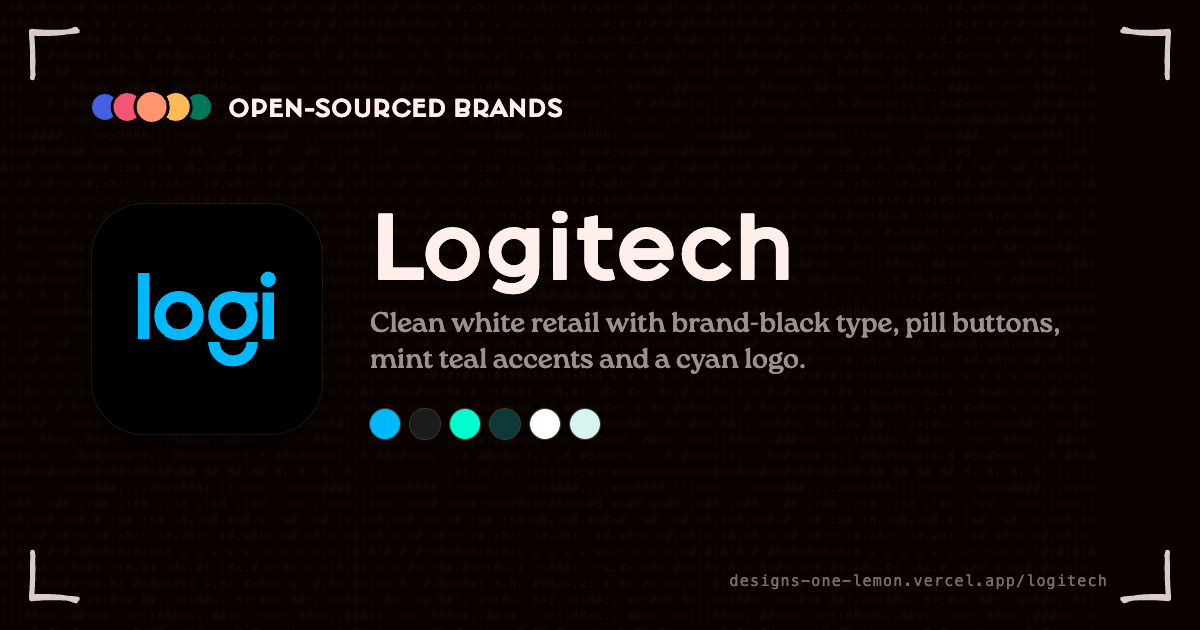 OPEN-SOURCED BRANDS
logi
Logitech
Clean white retail with brand-black type, pill buttons,
mint teal accents and a cyan logo.
designs-one-lemon.vercel.app/logitech